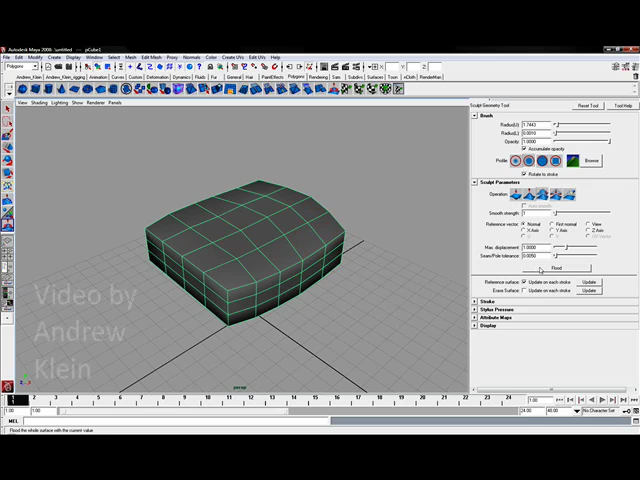 Autodesk Maya 2008: untitled --- pCube1
File Edit Modify Create Display Window Select Mesh Edit Mesh Proxy Normals Color Create UVs Edit UVs Help
Polygons
Andrew_Klein Andrew_Klein_rigging Animation Curves Custom Deformation Dynamics Fluids Fur General Hair PaintEffects Polygons Rendering Subdivs Surfaces Toon nCloth RenderMan
View Shading Lighting Show Renderer Panels
Sculpt Geometry Tool Reset Tool Tool Help
Brush
Radius(U): 1.7443
Radius(L): 0.0010
Opacity: 1.0000
Accumulate opacity
Profile: Browse
Rotate to stroke
Sculpt Parameters
Operation:
Auto smooth
Smooth strength: 1
Reference vector: Normal First normal View
X Axis Y Axis Z Axis
U V UV Vector
Max. displacement: 1.0000
Seam/Pole tolerance: 0.0050
Flood
Reference surface: Update on each stroke Update
Erase Surface: Update on each stroke Update
Stroke
Stylus Pressure
Attribute Maps
Display
Video by
Andrew
Klein
persp
1 2 3 4 5 6 7 8 9 10 11 12 13 14 15 16 17 18 19 20 21 22 23 24 1.00
1.00 1.00 24.00 48.00 No Character Set
MEL
Flood the whole surface with the current value